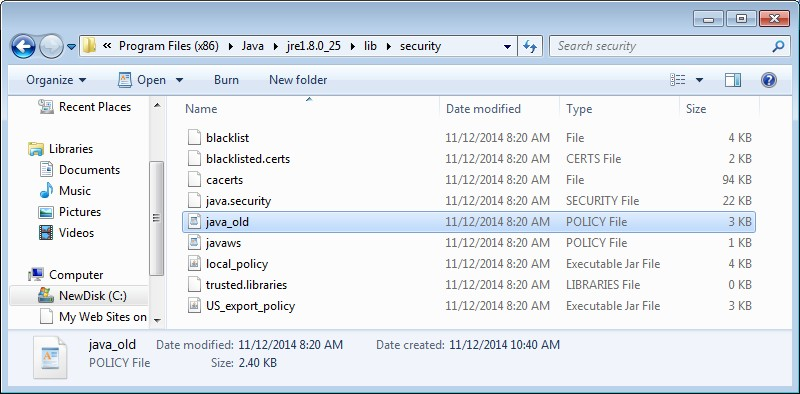 « Program Files (x86) ▸ Java ▸ jre1.8.0_25 ▸ lib ▸ security Search security
Organize ▾ Open ▾ Burn New folder
Recent Places
Libraries
Documents
Music
Pictures
Videos
Computer
NewDisk (C:)
My Web Sites on
Name Date modified Type Size
blacklist 11/12/2014 8:20 AM File 4 KB
blacklisted.certs 11/12/2014 8:20 AM CERTS File 2 KB
cacerts 11/12/2014 8:20 AM File 94 KB
java.security 11/12/2014 8:20 AM SECURITY File 22 KB
java_old 11/12/2014 8:20 AM POLICY File 3 KB
javaws 11/12/2014 8:20 AM POLICY File 1 KB
local_policy 11/12/2014 8:20 AM Executable Jar File 4 KB
trusted.libraries 11/12/2014 8:20 AM LIBRARIES File 0 KB
US_export_policy 11/12/2014 8:20 AM Executable Jar File 3 KB
java_old Date modified: 11/12/2014 8:20 AM Date created: 11/12/2014 10:40 AM
POLICY File Size: 2.40 KB